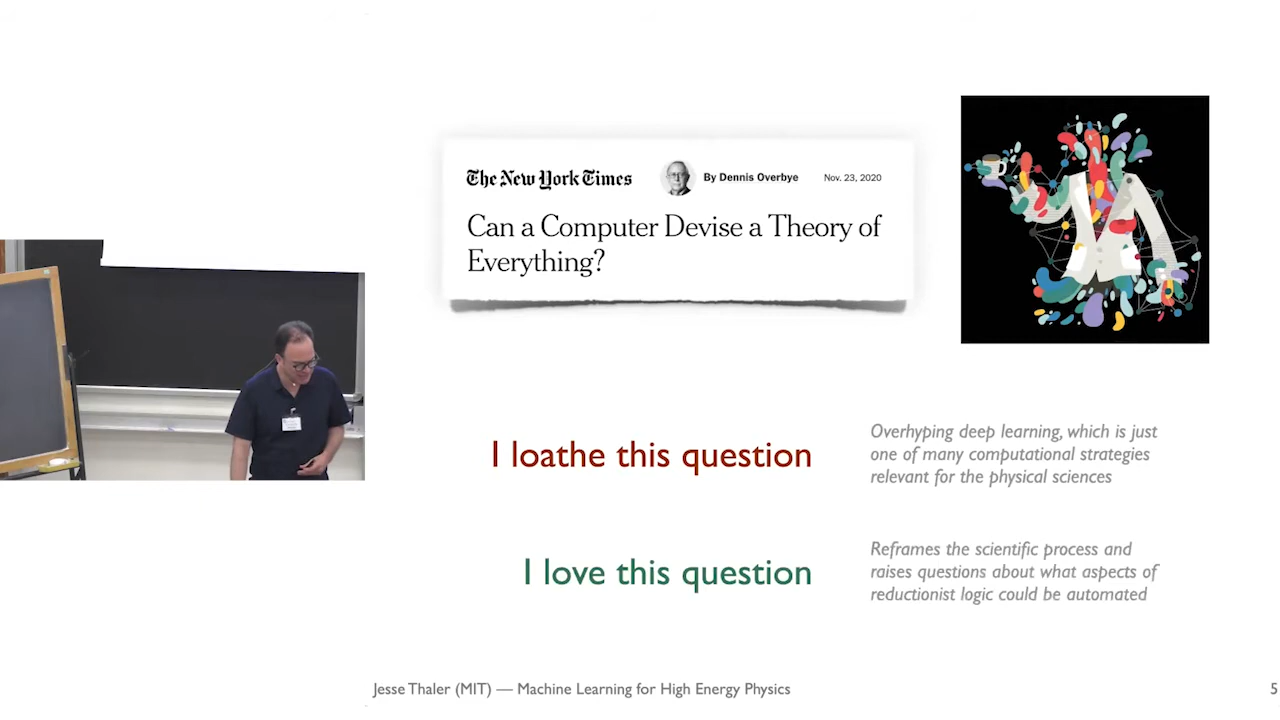 The New York Times
By Dennis Overbye
Nov. 23, 2020
Can a Computer Devise a Theory of
Everything?
I loathe this question
Overhyping deep learning, which is just
one of many computational strategies
relevant for the physical sciences
I love this question
Reframes the scientific process and
raises questions about what aspects of
reductionist logic could be automated
Jesse Thaler (MIT) — Machine Learning for High Energy Physics
5